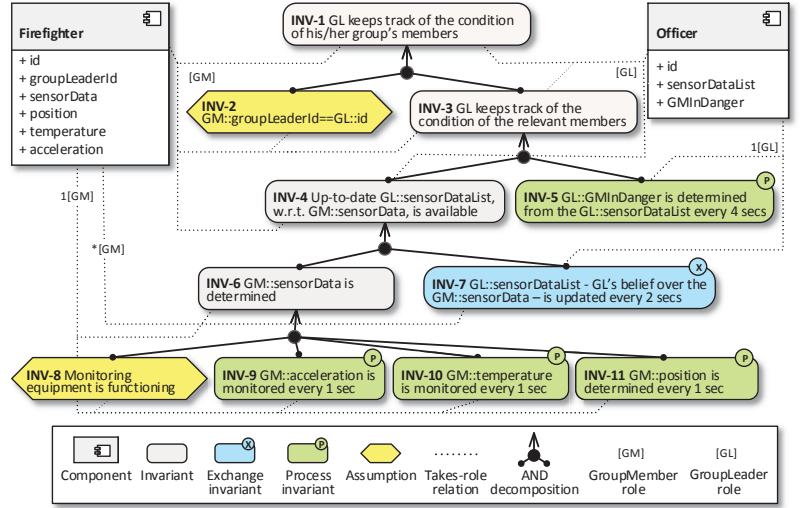 Firefighter
+ id
+ groupLeaderId
+ sensorData
+ position
+ temperature
+ acceleration
INV-1 GL keeps track of the condition
of his/her group's members
Officer
+ id
+ sensorDataList
+ GMInDanger
[GM]
[GL]
INV-2
GM::groupLeaderId==GL::id
INV-3 GL keeps track of the
condition of the relevant members
1[GL]
1[GM]
INV-4 Up-to-date GL::sensorDataList,
w.r.t. GM::sensorData, is available
P
INV-5 GL::GMInDanger is determined
from the GL::sensorDataList every 4 secs
*[GM]
INV-6 GM::sensorData is
determined
X
INV-7 GL::sensorDataList - GL's belief over the
GM::sensorData – is updated every 2 secs
INV-8 Monitoring
equipment is functioning
P
INV-9 GM::acceleration is
monitored every 1 sec
P
INV-10 GM::temperature
is monitored every 1 sec
P
INV-11 GM::position is
determined every 1 sec
X
P
[GM]
[GL]
Component
Invariant
Exchange
invariant
Process
invariant
Assumption
Takes-role
relation
AND
decomposition
GroupMember
role
GroupLeader
role